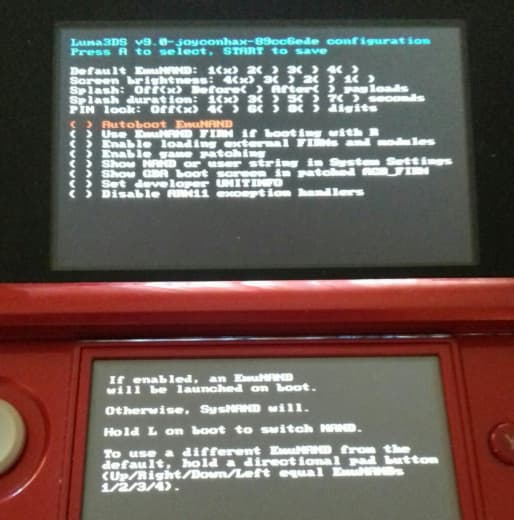 Luma3DS v9.0-joyconhax-89cc6ede configuration
Press A to select, START to save
Default EmuNAND: 1(x) 2( ) 3( ) 4( )
Screen brightness: 4(x) 3( ) 2( ) 1( )
Splash: Off(x) Before( ) After( ) payloads
Splash duration: 1(x) 3( ) 5( ) 7( ) seconds
PIN lock: Off(x) 4( ) 6( ) 8( ) digits
( ) Autoboot EmuNAND
( ) Use EmuNAND FIRM if booting with R
( ) Enable loading external FIRMs and modules
( ) Enable game patching
( ) Show NAND or user string in System Settings
( ) Show GBA boot screen in patched AGB_FIRM
( ) Set developer UNITINFO
( ) Disable ARM11 exception handlers
If enabled, an EmuNAND
will be launched on boot.
Otherwise, SysNAND will.
Hold L on boot to switch NAND.
To use a different EmuNAND from the
default, hold a directional pad button
(Up/Right/Down/Left equal EmuNANDs
1/2/3/4).